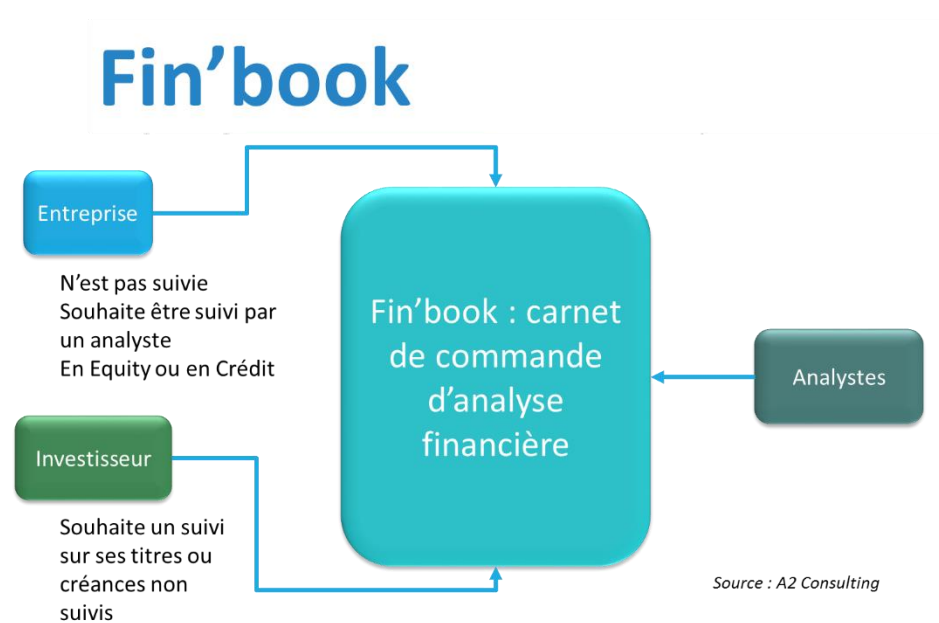 Fin’book
Entreprise
N’est pas suivie
Souhaite être suivi par
un analyste
En Equity ou en Crédit
Fin’book : carnet
de commande
d’analyse
financière
Analystes
Investisseur
Souhaite un suivi
sur ses titres ou
créances non
suivis
Source : A2 Consulting